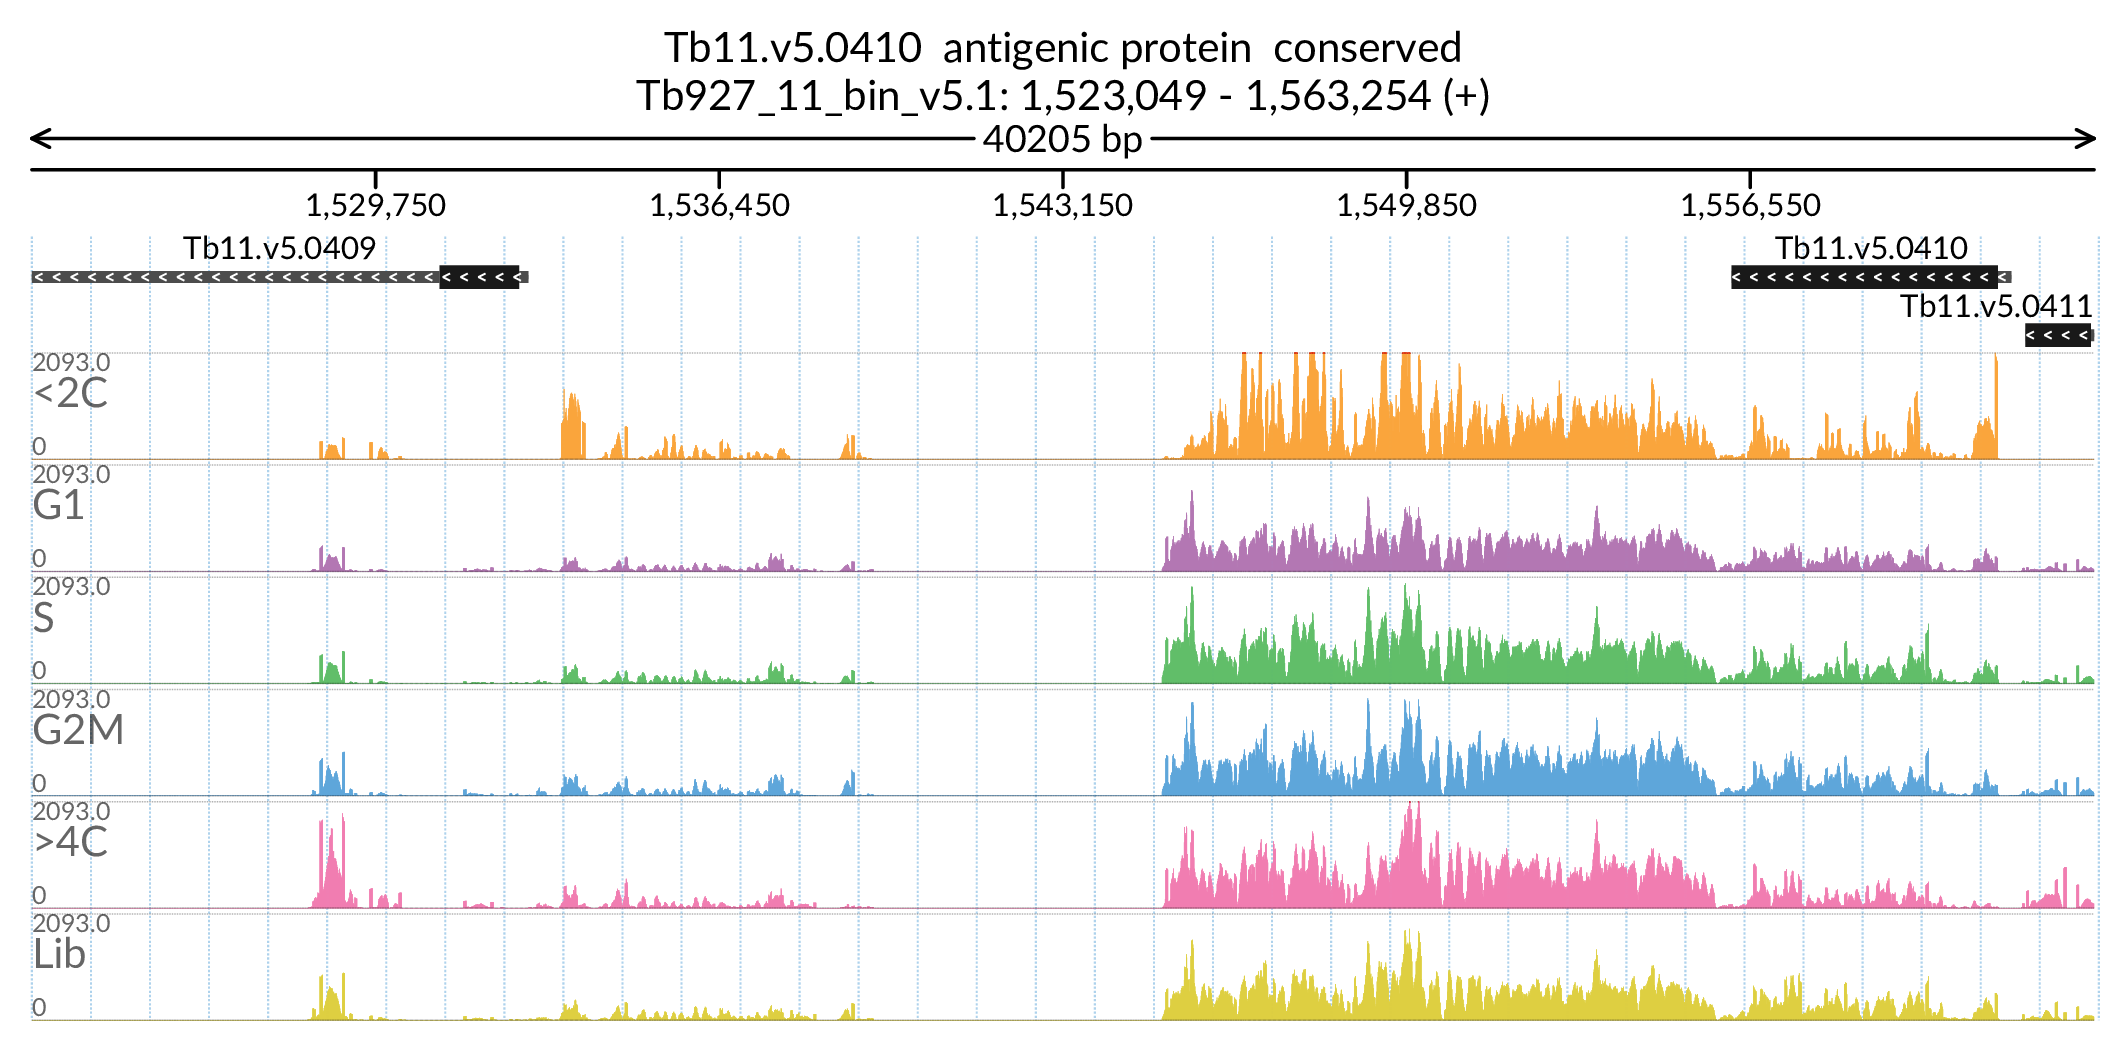 Tb11.v5.0410 antigenic protein conserved
Tb927_11_bin_v5.1: 1,523,049 - 1,563,254 (+)
40205 bp
1,529,750 1,536,450 1,543,150 1,549,850 1,556,550
Tb11.v5.0409 Tb11.v5.0410
Tb11.v5.0411
2093.0
<2C
0
2093.0
G1
0
2093.0
S
0
2093.0
G2M
0
2093.0
>4C
0
2093.0
Lib
0